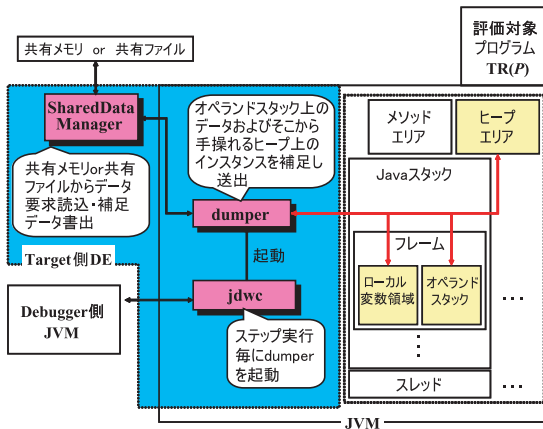 評価対象
プログラム
TR(P)
共有メモリ or 共有ファイル
SharedData
Manager
オペランドスタック上の
データおよびそこから
手操れるヒープ上の
インスタンスを補足し
送出
メソッド
エリア
ヒープ
エリア
共有メモリor共有
ファイルからデータ
要求読込・補足
データ書出
Javaスタック
dumper
フレーム
Target側DE
起動
ローカル
変数領域
オペランド
スタック
...
jdwc
Debugger側
JVM
ステップ実行
毎にdumper
を起動
スレッド
...
JVM